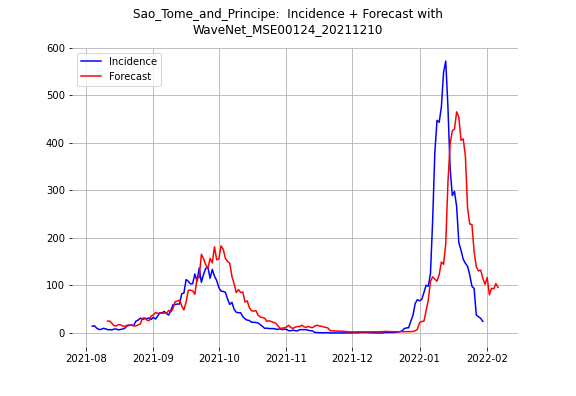 Sao_Tome_and_Principe:  Incidence + Forecast with
WaveNet_MSE00124_20211210
Incidence
Forecast
600
500
400
300
200
100
0
2021-08 2021-09 2021-10 2021-11 2021-12 2022-01 2022-02